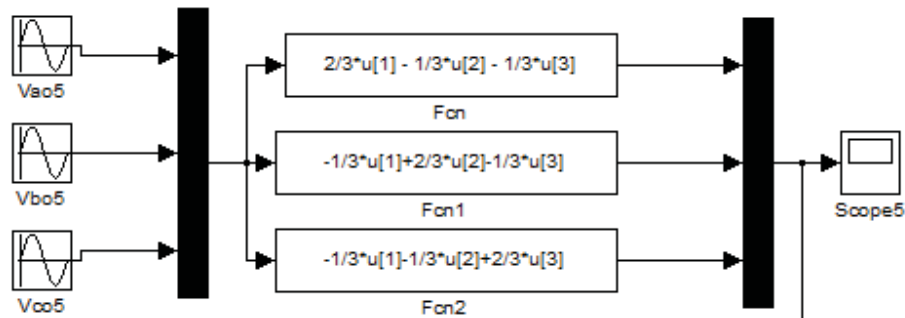 Vao5
Vbo5
Vco5
2/3*u[1] - 1/3*u[2] - 1/3*u[3]
Fcn
-1/3*u[1]+2/3*u[2]-1/3*u[3]
Fcn1
-1/3*u[1]-1/3*u[2]+2/3*u[3]
Fcn2
Scope5